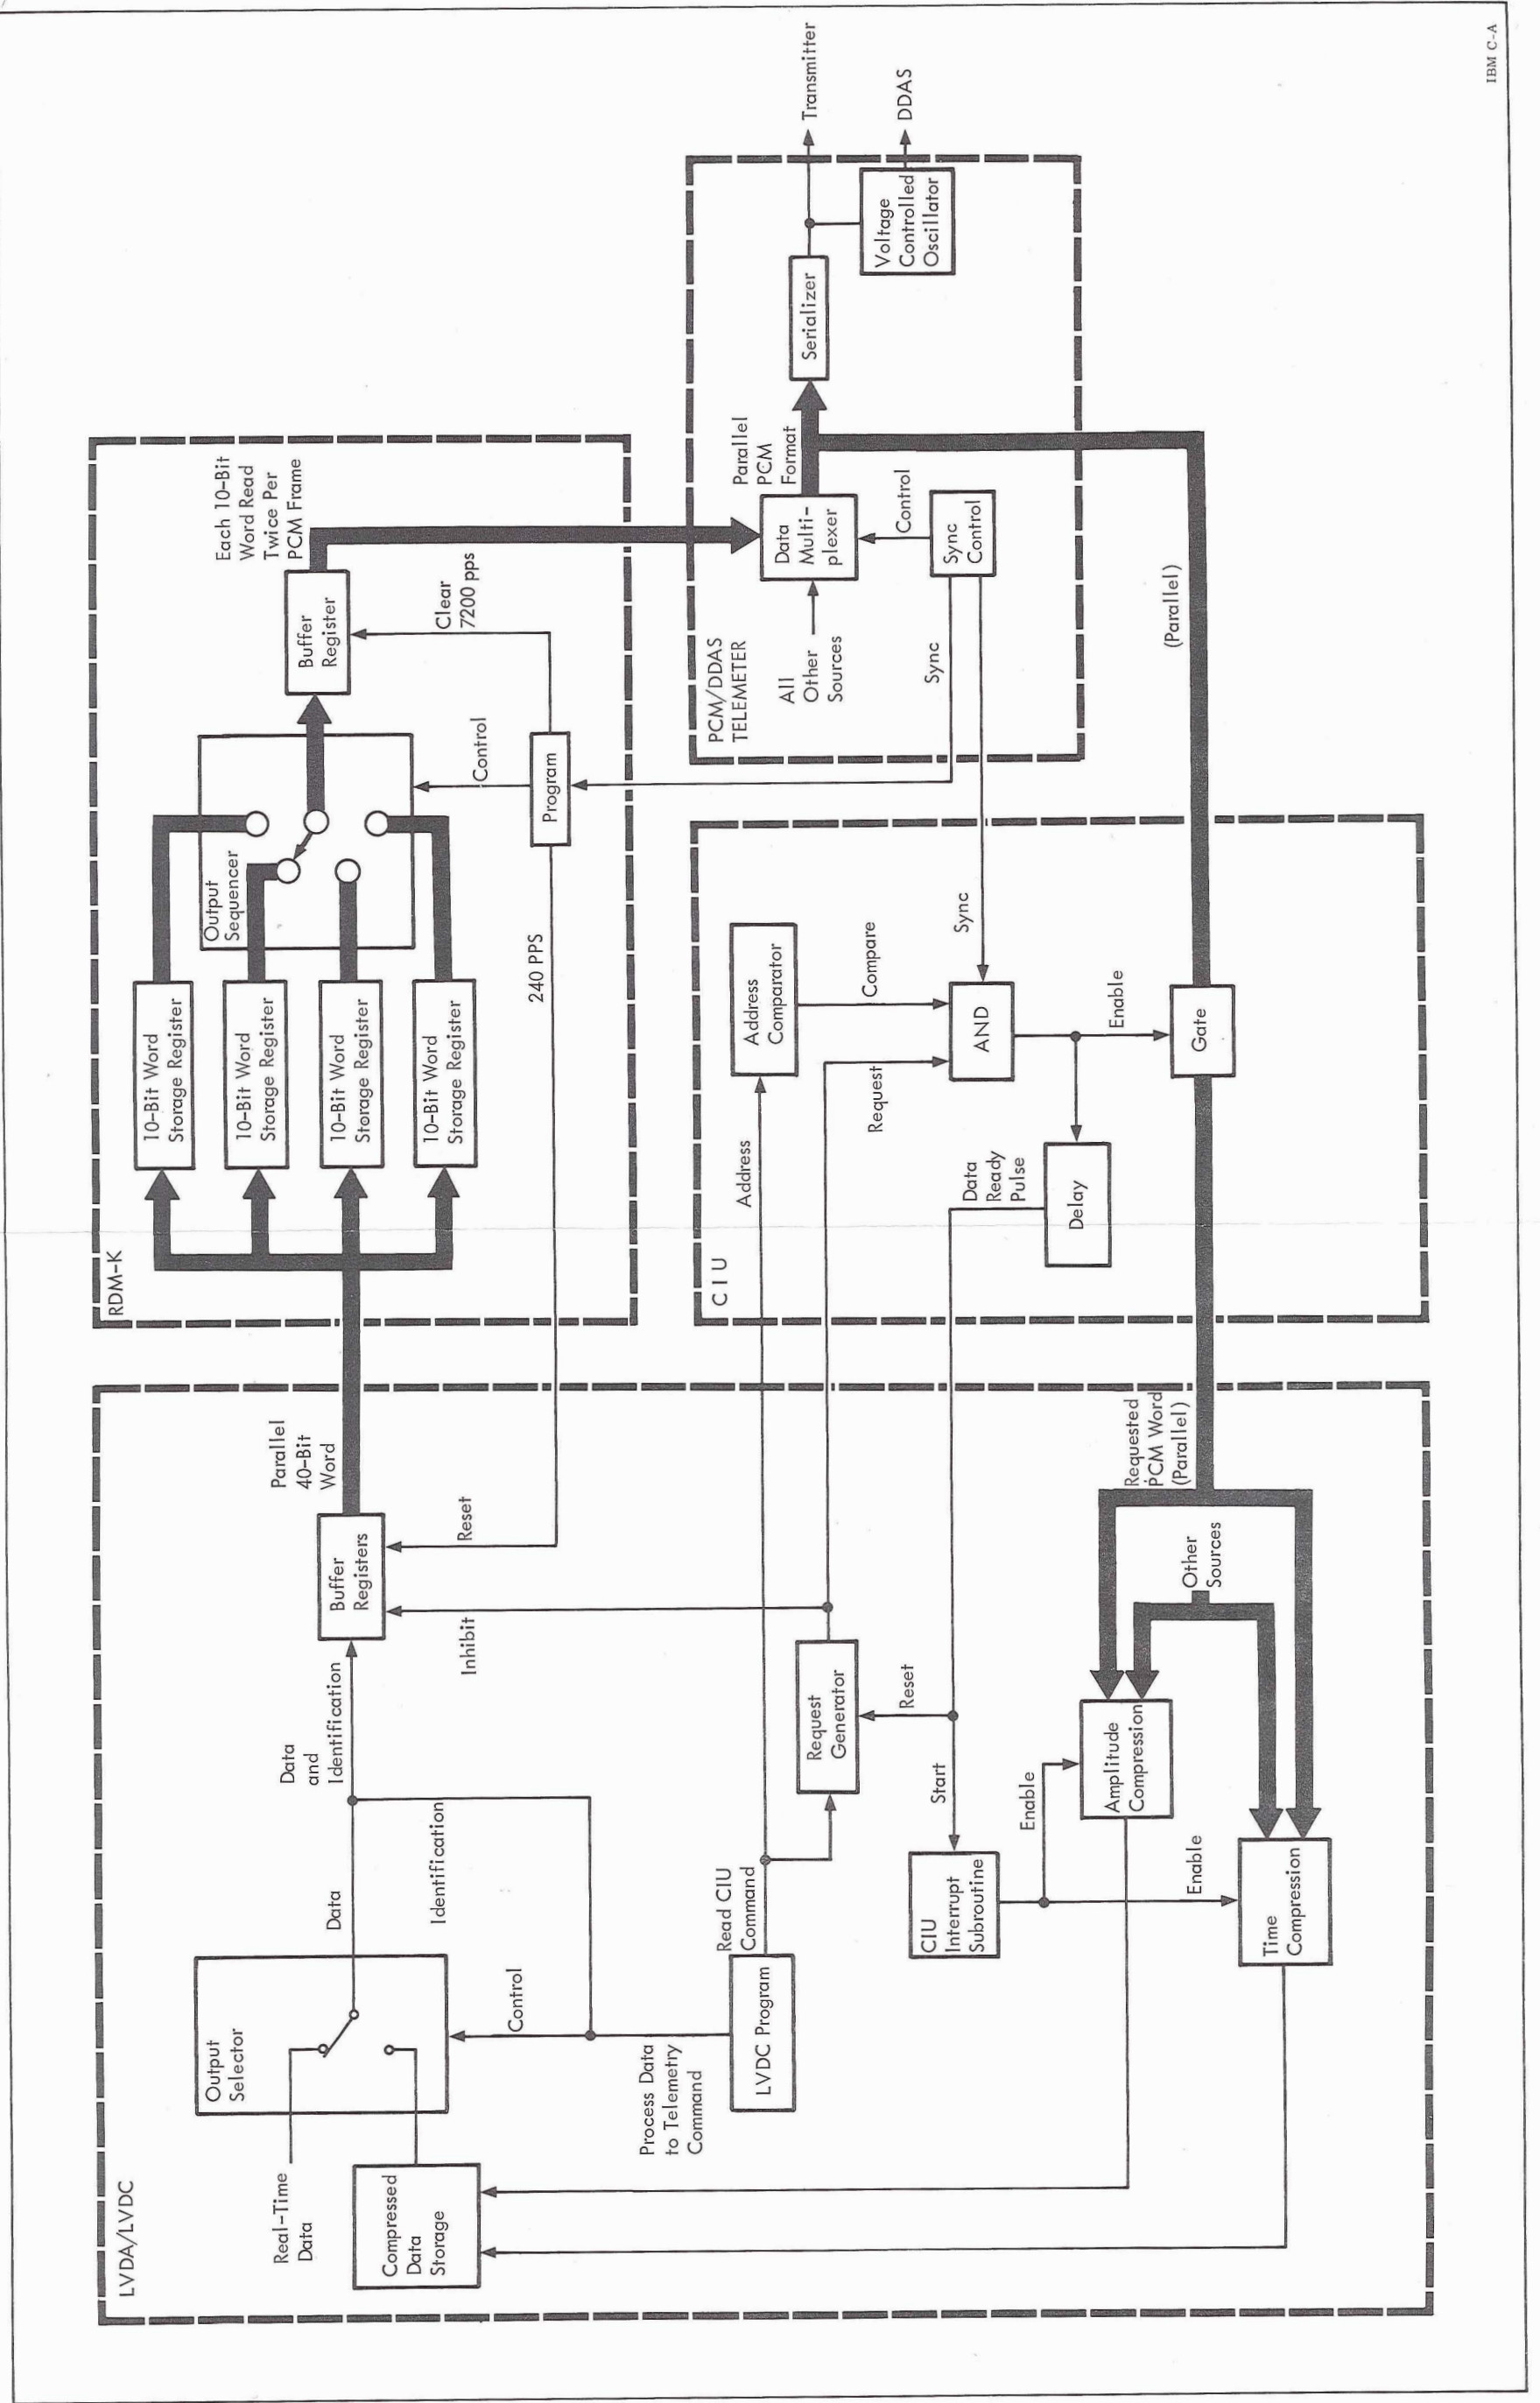 LVDA/LVDC
Real-Time
Data
Compressed
Data
Storage
Output
Selector
Control
Process Data
to Telemetry
Command
LVDC Program
Data
Identification
Data
and
Identification
Read CIU
Command
Buffer
Registers
Inhibit
Reset
Parallel
40-Bit
Word
Request
Generator
Reset
Start
CIU
Interrupt
Subroutine
Enable
Enable
Amplitude
Compression
Time
Compression
Other
Sources
Requested
PCM Word
(Parallel)
RDM-K
10-Bit Word
Storage Register
10-Bit Word
Storage Register
10-Bit Word
Storage Register
10-Bit Word
Storage Register
240 PPS
Output
Sequencer
Control
Program
Buffer
Register
Clear
7200 pps
Each 10-Bit
Word Read
Twice Per
PCM Frame
C I U
Address
Address
Comparator
Compare
Request
AND
Sync
Data
Ready
Pulse
Delay
Enable
Gate
(Parallel)
PCM/DDAS
TELEMETER
All
Other
Sources
Sync
Data
Multi-
plexer
Control
Sync
Control
Parallel
PCM
Format
Serializer
Voltage
Controlled
Oscillator
Transmitter
DDAS
IBM C-A